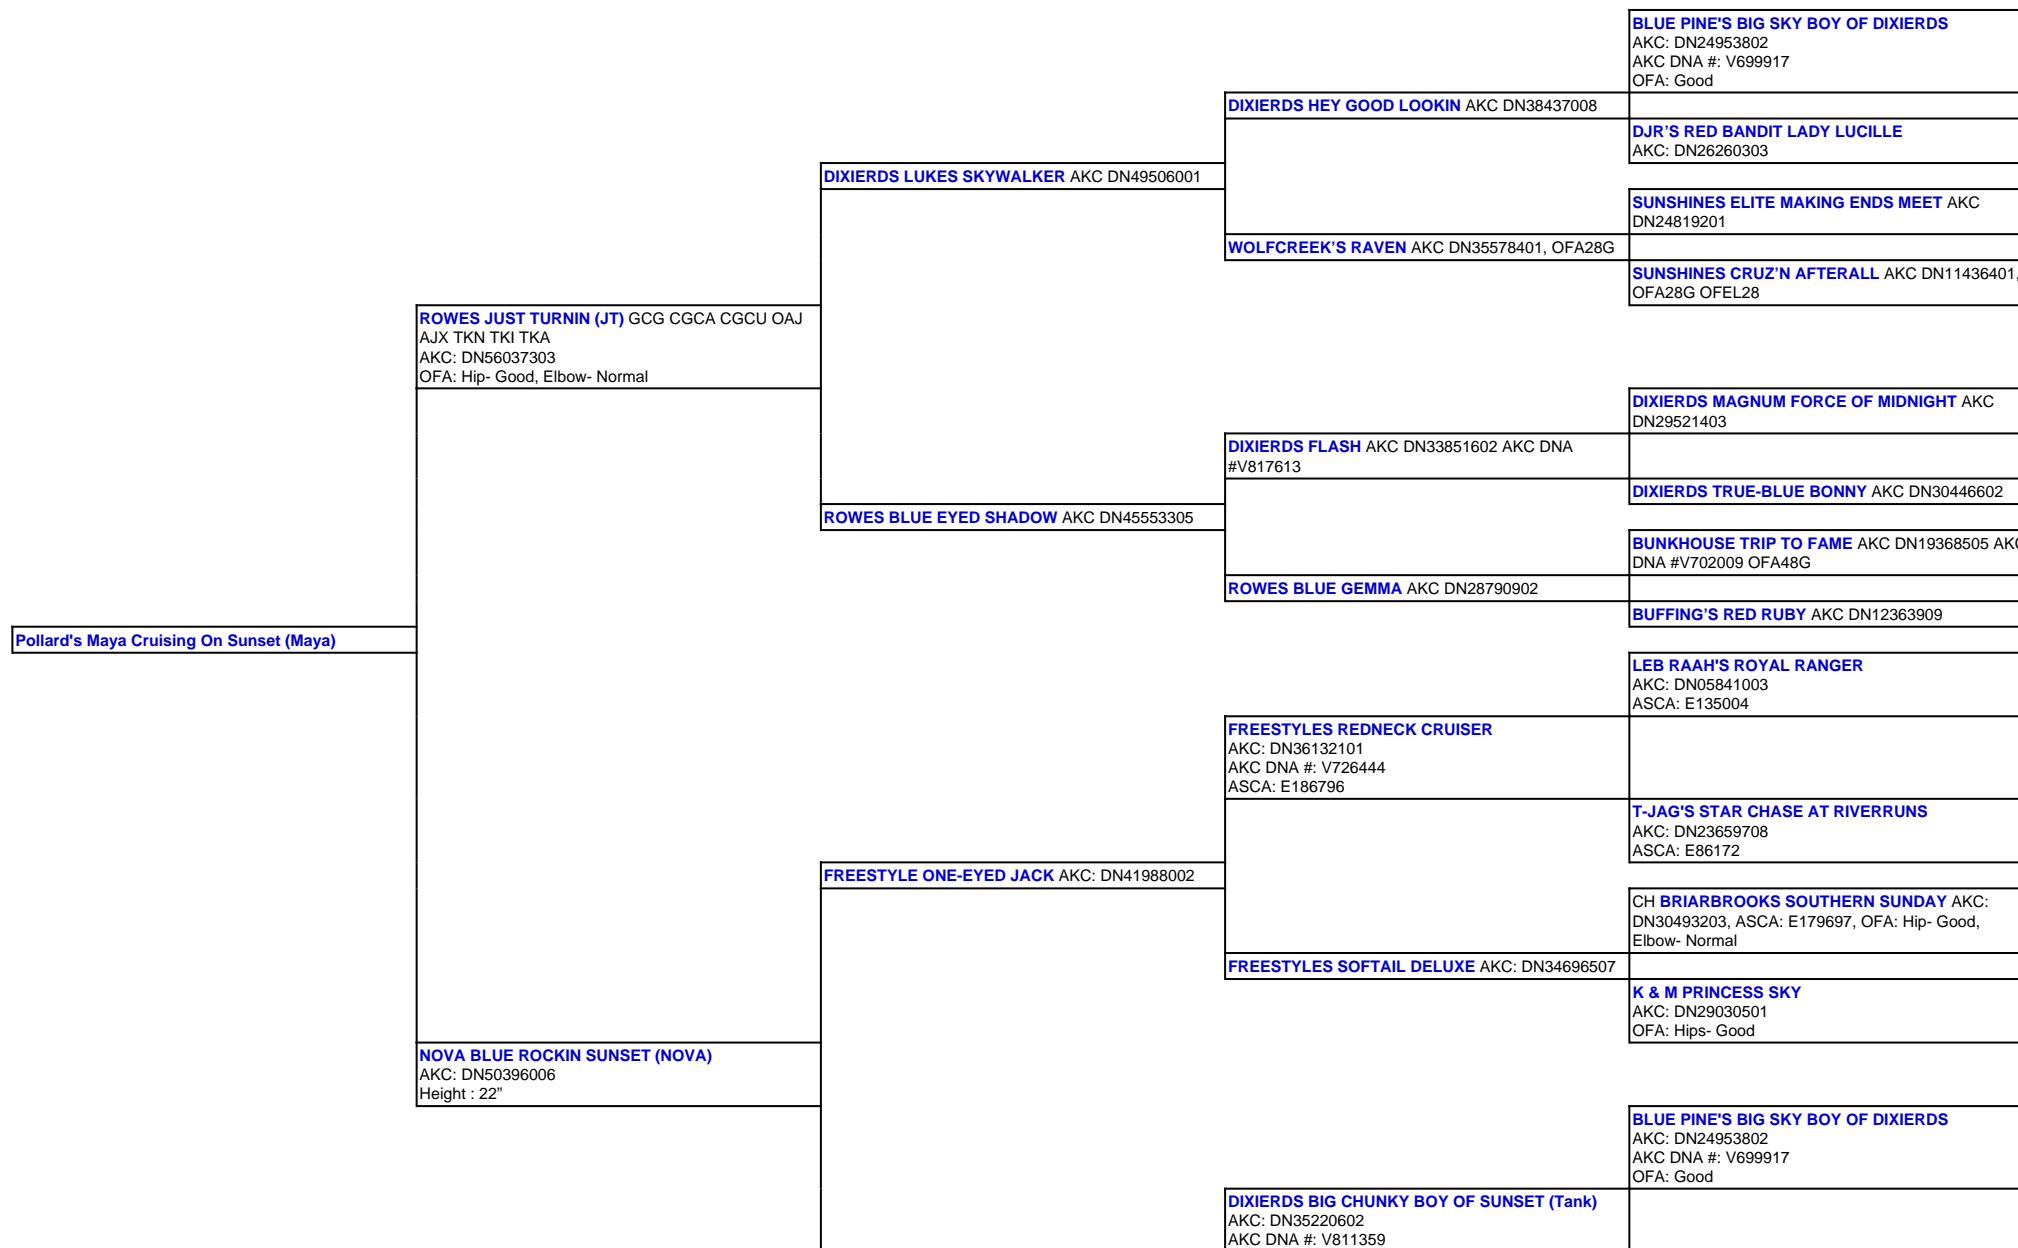 BLUE PINE'S BIG SKY BOY OF DIXIERDS
AKC: DN24953802
AKC DNA #: V699917
OFA: Good
DIXIERDS HEY GOOD LOOKIN AKC DN38437008
DJR'S RED BANDIT LADY LUCILLE
AKC: DN26260303
DIXIERDS LUKES SKYWALKER AKC DN49506001
SUNSHINES ELITE MAKING ENDS MEET AKC
DN24819201
WOLFCREEK'S RAVEN AKC DN35578401, OFA28G
SUNSHINES CRUZ'N AFTERALL AKC DN11436401,
OFA28G OFEL28
ROWES JUST TURNIN (JT) GCG CGCA CGCU OAJ
AJX TKN TKI TKA
AKC: DN56037303
OFA: Hip- Good, Elbow- Normal
DIXIERDS MAGNUM FORCE OF MIDNIGHT AKC
DN29521403
DIXIERDS FLASH AKC DN33851602 AKC DNA
#V817613
DIXIERDS TRUE-BLUE BONNY AKC DN30446602
ROWES BLUE EYED SHADOW AKC DN45553305
BUNKHOUSE TRIP TO FAME AKC DN19368505 AKC
DNA #V702009 OFA48G
ROWES BLUE GEMMA AKC DN28790902
BUFFING'S RED RUBY AKC DN12363909
Pollard's Maya Cruising On Sunset (Maya)
LEB RAAH'S ROYAL RANGER
AKC: DN05841003
ASCA: E135004
FREESTYLES REDNECK CRUISER
AKC: DN36132101
AKC DNA #: V726444
ASCA: E186796
T-JAG'S STAR CHASE AT RIVERRUNS
AKC: DN23659708
ASCA: E86172
FREESTYLE ONE-EYED JACK AKC: DN41988002
CH BRIARBROOKS SOUTHERN SUNDAY AKC:
DN30493203, ASCA: E179697, OFA: Hip- Good,
Elbow- Normal
FREESTYLES SOFTAIL DELUXE AKC: DN34696507
K & M PRINCESS SKY
AKC: DN29030501
OFA: Hips- Good
NOVA BLUE ROCKIN SUNSET (NOVA)
AKC: DN50396006
Height : 22”
BLUE PINE'S BIG SKY BOY OF DIXIERDS
AKC: DN24953802
AKC DNA #: V699917
OFA: Good
DIXIERDS BIG CHUNKY BOY OF SUNSET (Tank)
AKC: DN35220602
AKC DNA #: V811359